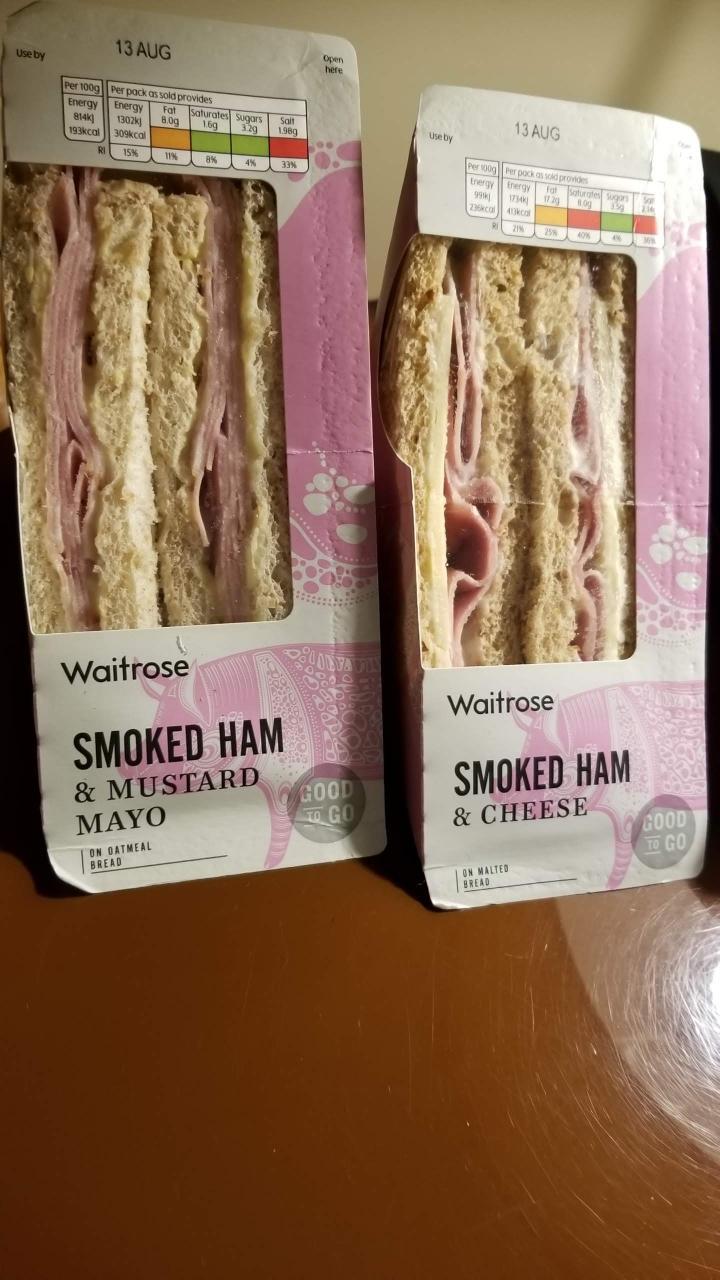 Use by
13 AUG
Open
here
Per 100g
Energy
814kJ
193kcal
Per pack as sold provides
Energy
1302kJ
309kcal
Fat
8.0g
Saturates
1.6g
Sugars
3.2g
Salt
1.98g
RI
15%
11%
8%
4%
33%
Waitrose
SMOKED HAM
& MUSTARD
MAYO
ON OATMEAL
BREAD
GOOD
TO GO
Use by
13 AUG
Per 100g
Energy
991kJ
236kcal
Per pack as sold provides
Energy
1734kJ
413kcal
Fat
17.2g
Saturates
8.0g
Sugars
3.5g
Salt
2.14g
RI
21%
25%
40%
4%
36%
Waitrose
SMOKED HAM
& CHEESE
ON MALTED
BREAD
GOOD
TO GO